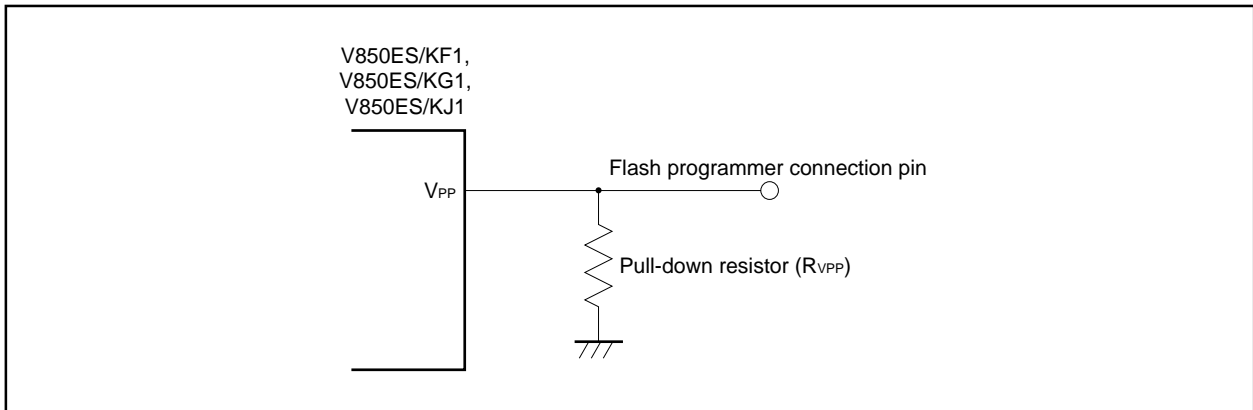 V850ES/KF1,
V850ES/KG1,
V850ES/KJ1
Flash programmer connection pin
VPP
Pull-down resistor (RVPP)